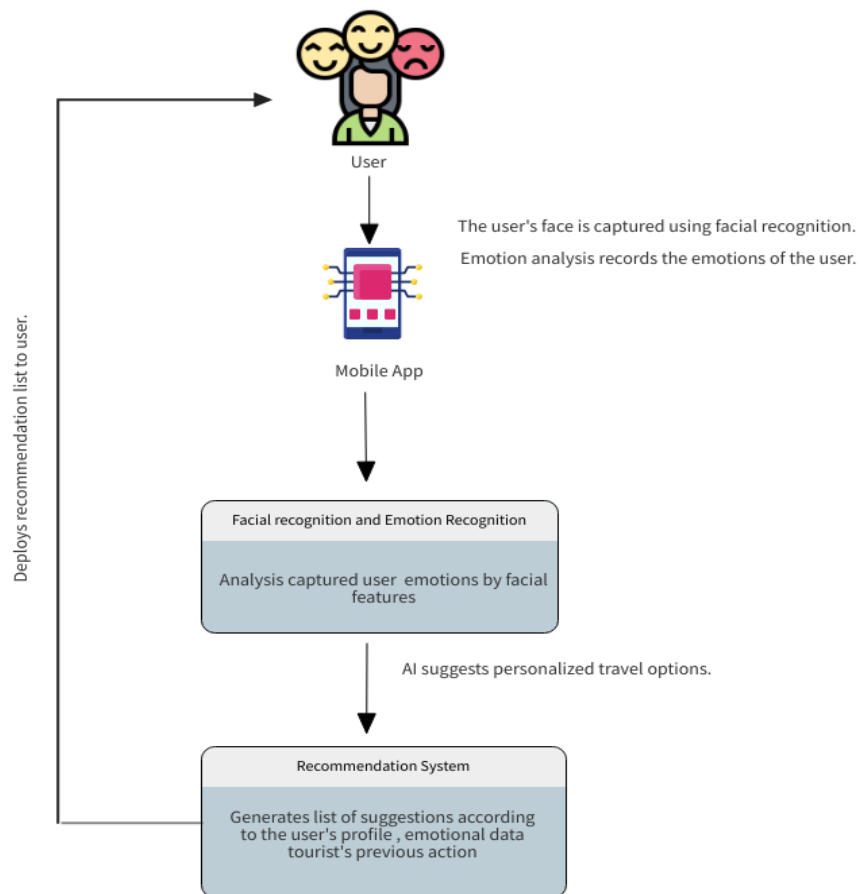 User
The user's face is captured using facial recognition.
Emotion analysis records the emotions of the user.
Mobile App
Deploys recommendation list to user.
Facial recognition and Emotion Recognition
Analysis captured user emotions by facial
features
AI suggests personalized travel options.
Recommendation System
Generates list of suggestions according
to the user's profile , emotional data
tourist's previous action